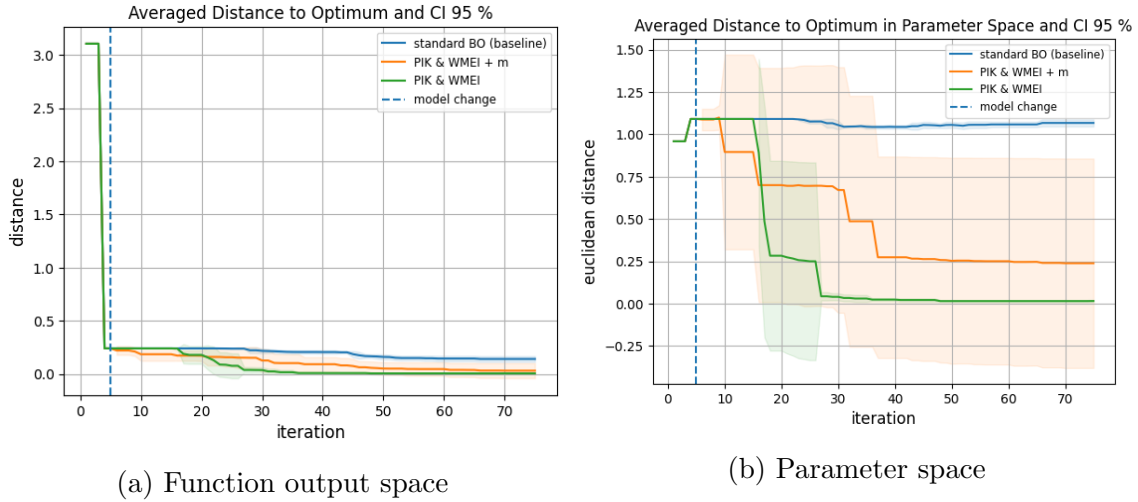 Averaged Distance to Optimum and CI 95 %
3.0
2.5
2.0
1.5
1.0
0.5
0.0
distance
standard BO (baseline)
PIK & WMEI + m
PIK & WMEI
model change
0 10 20 30 40 50 60 70
iteration
(a) Function output space
Averaged Distance to Optimum in Parameter Space and CI 95 %
1.50
1.25
1.00
0.75
0.50
0.25
0.00
−0.25
euclidean distance
standard BO (baseline)
PIK & WMEI + m
PIK & WMEI
model change
0 10 20 30 40 50 60 70
iteration
(b) Parameter space